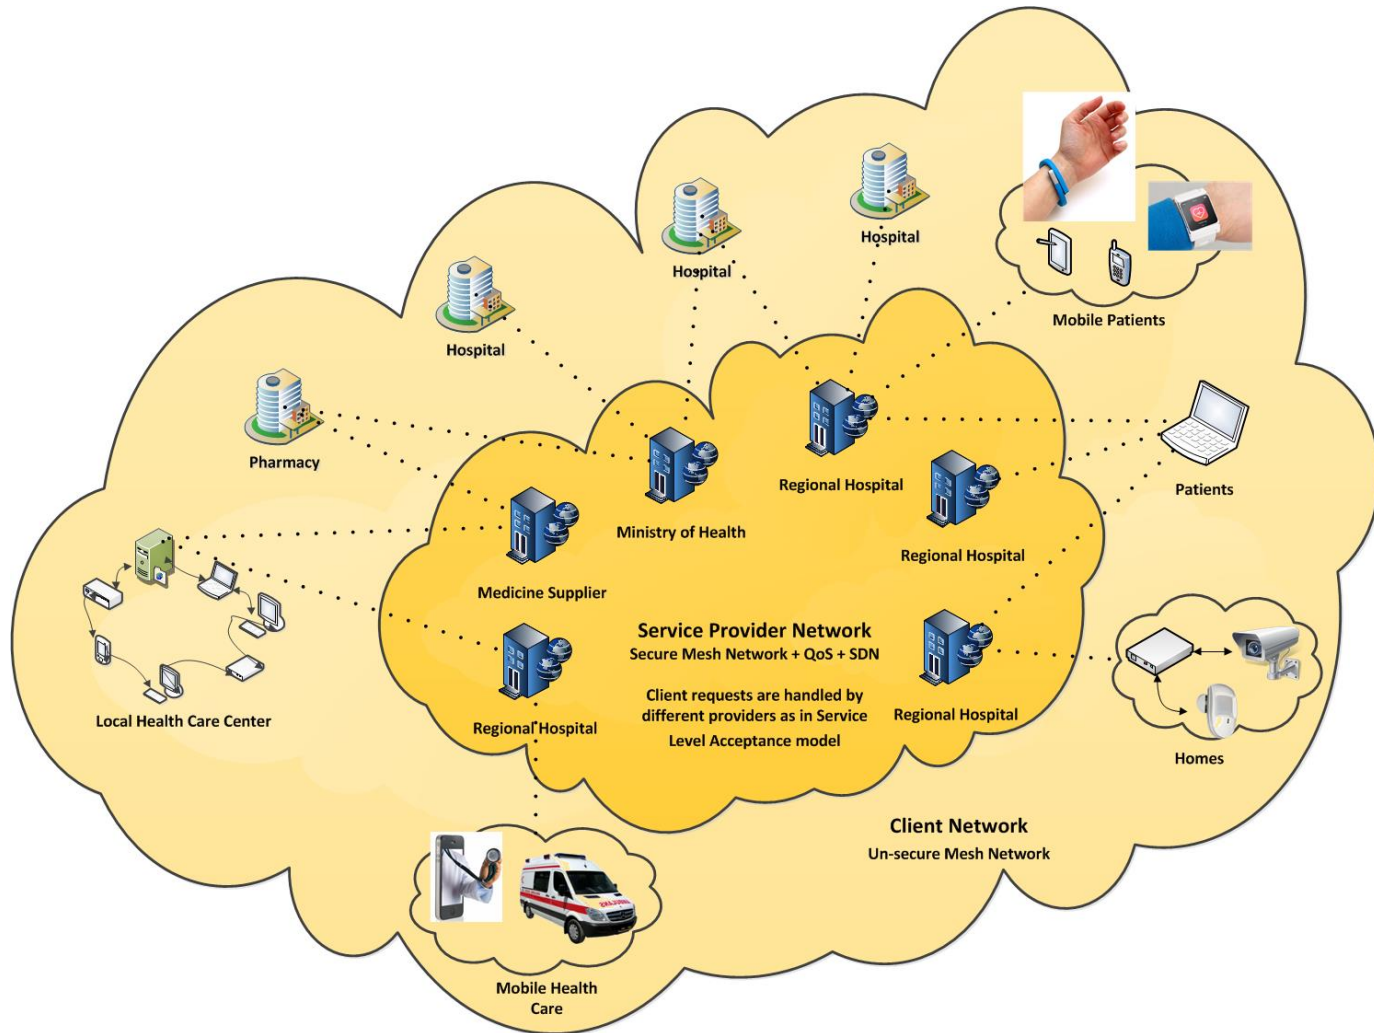 Hospital
Hospital
Hospital
Mobile Patients
Pharmacy
Patients
Regional Hospital
Ministry of Health
Regional Hospital
Medicine Supplier
Service Provider Network
Secure Mesh Network + QoS + SDN
Client requests are handled by
different providers as in Service
Level Acceptance model
Local Health Care Center
Regional Hospital
Regional Hospital
Homes
Client Network
Un-secure Mesh Network
Mobile Health
Care